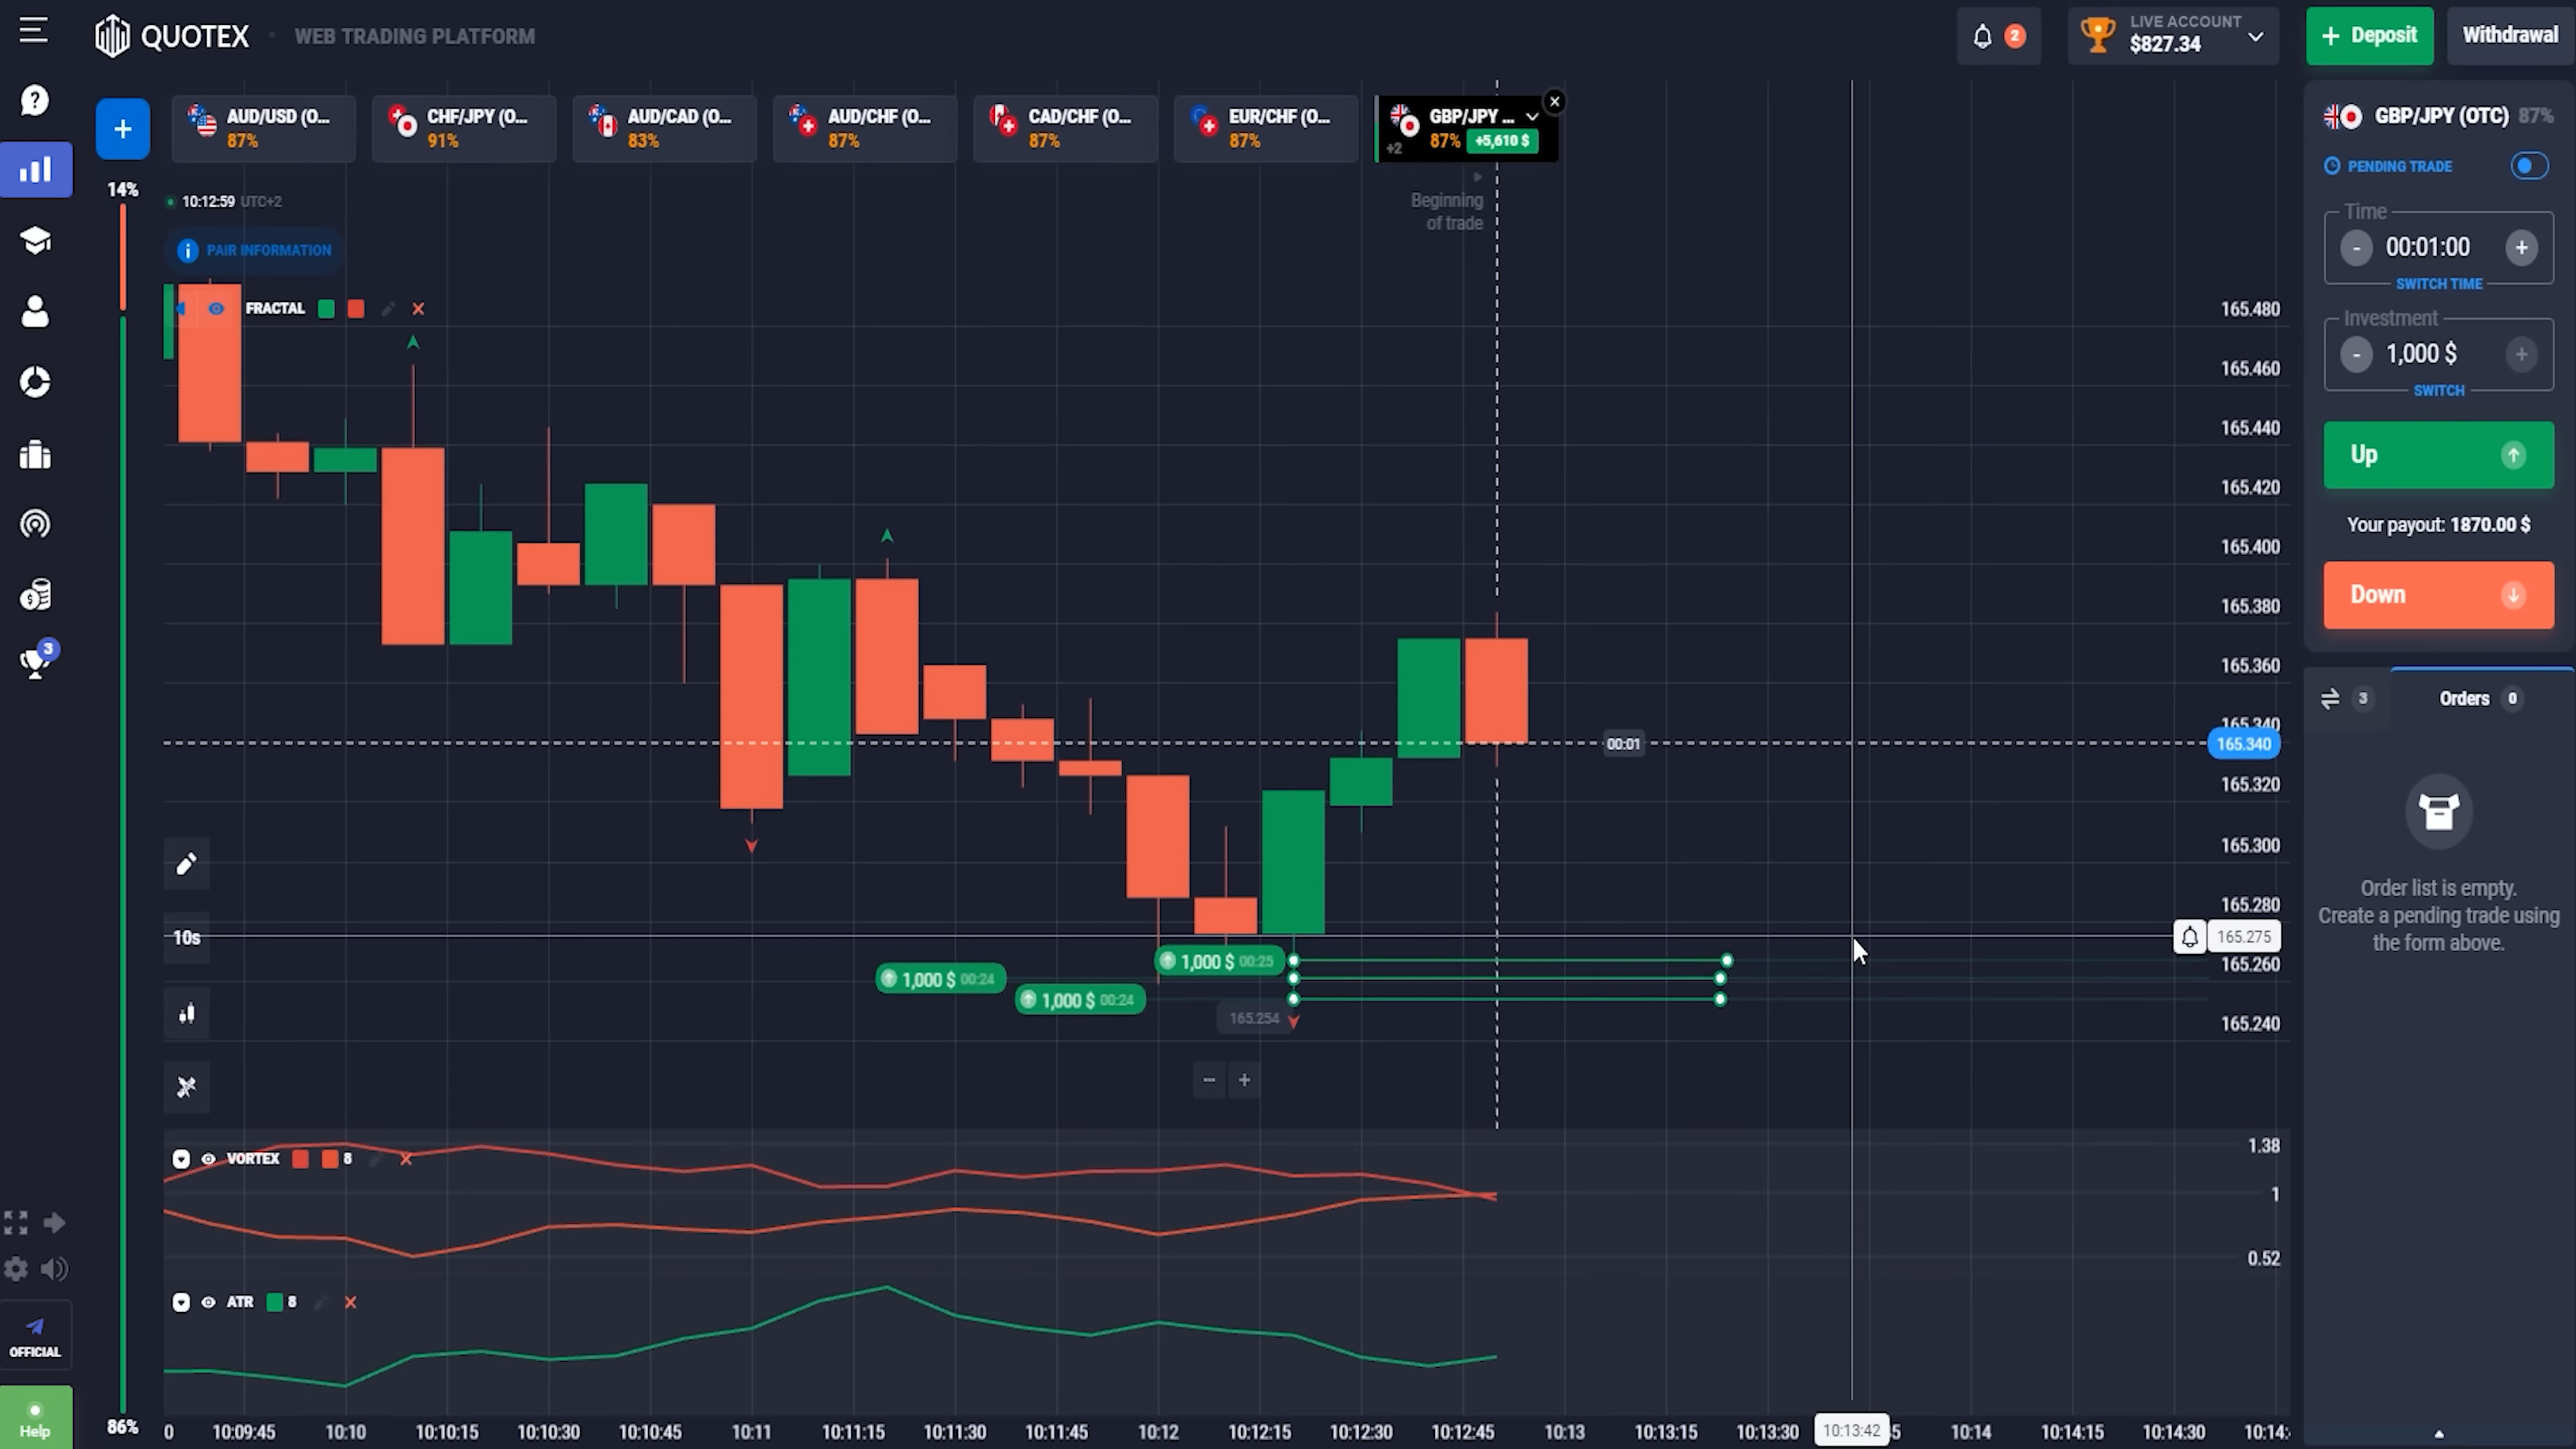 QUOTEX
WEB TRADING PLATFORM
2
LIVE ACCOUNT
$827.34
+ Deposit
Withdrawal
AUD/USD (O...
87%
CHF/JPY (O...
91%
AUD/CAD (O...
83%
AUD/CHF (O...
87%
CAD/CHF (O...
87%
EUR/CHF (O...
87%
GBP/JPY ...
+2 87% +5,610 $
14%
10:12:59 UTC+2
PAIR INFORMATION
FRACTAL
Beginning
of trade
165.480
165.460
165.440
165.420
165.400
165.380
165.360
165.340
165.340
165.320
165.300
165.280
165.275
165.260
165.240
00:01
10s
1,000 $ 00:25
1,000 $ 00:24
1,000 $ 00:24
165.254
VORTEX 8
1.38
1
0.52
ATR 8
86%
0 10:09:45 10:10 10:10:15 10:10:30 10:10:45 10:11 10:11:15 10:11:30 10:11:45 10:12 10:12:15 10:12:30 10:12:45 10:13 10:13:15 10:13:30 10:13:42 5 10:14 10:14:15 10:14:30 10:14:
GBP/JPY (OTC) 87%
PENDING TRADE
Time
- 00:01:00 +
SWITCH TIME
Investment
- 1,000 $ +
SWITCH
Up
Your payout: 1870.00 $
Down
3
Orders 0
Order list is empty.
Create a pending trade using
the form above.
3
OFFICIAL
Help